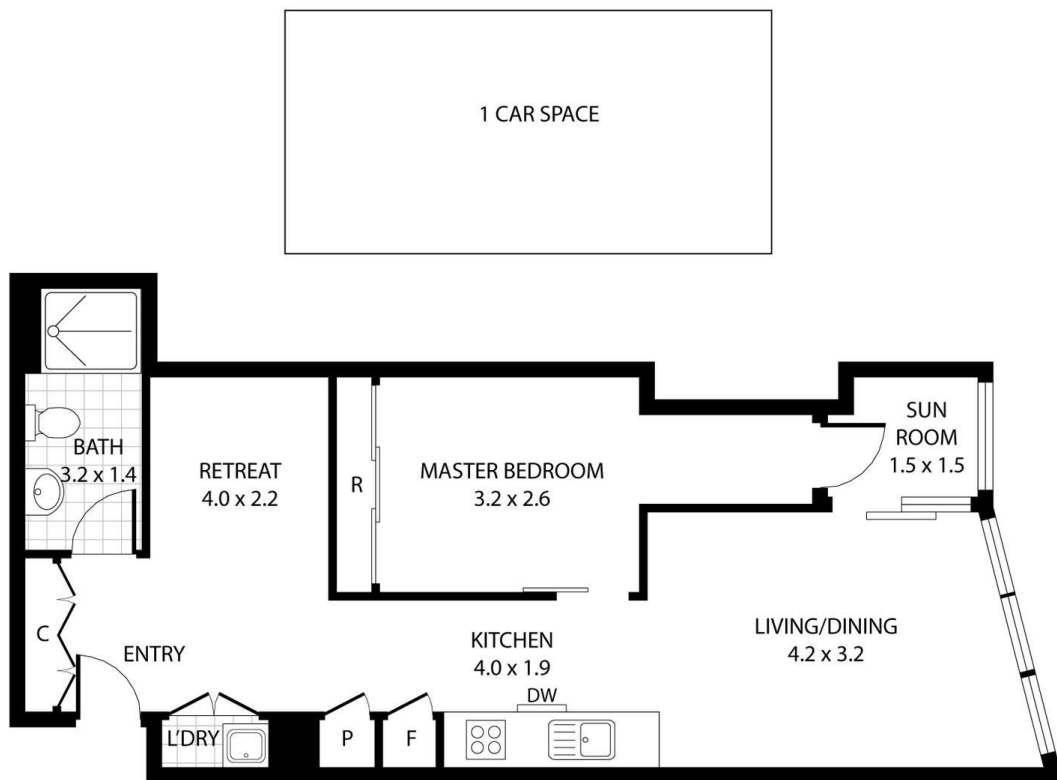 1 CAR SPACE
BATH
3.2 x 1.4
RETREAT
4.0 x 2.2
R
MASTER BEDROOM
3.2 x 2.6
SUN
ROOM
1.5 x 1.5
C
ENTRY
KITCHEN
4.0 x 1.9
DW
LIVING/DINING
4.2 x 3.2
L'DRY
P
F